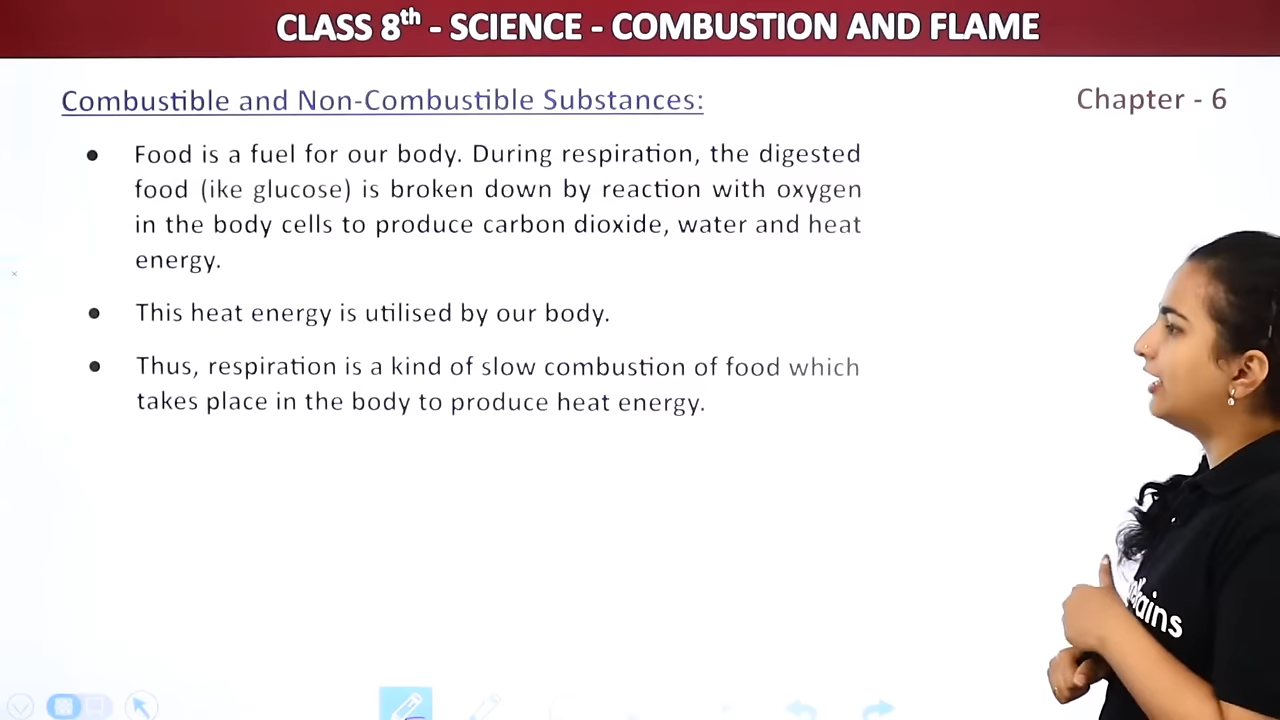 CLASS 8th - SCIENCE - COMBUSTION AND FLAME
Combustible and Non-Combustible Substances:
Chapter - 6
● Food is a fuel for our body. During respiration, the digested
food (ike glucose) is broken down by reaction with oxygen
in the body cells to produce carbon dioxide, water and heat
energy.
● This heat energy is utilised by our body.
● Thus, respiration is a kind of slow combustion of food which
takes place in the body to produce heat energy.